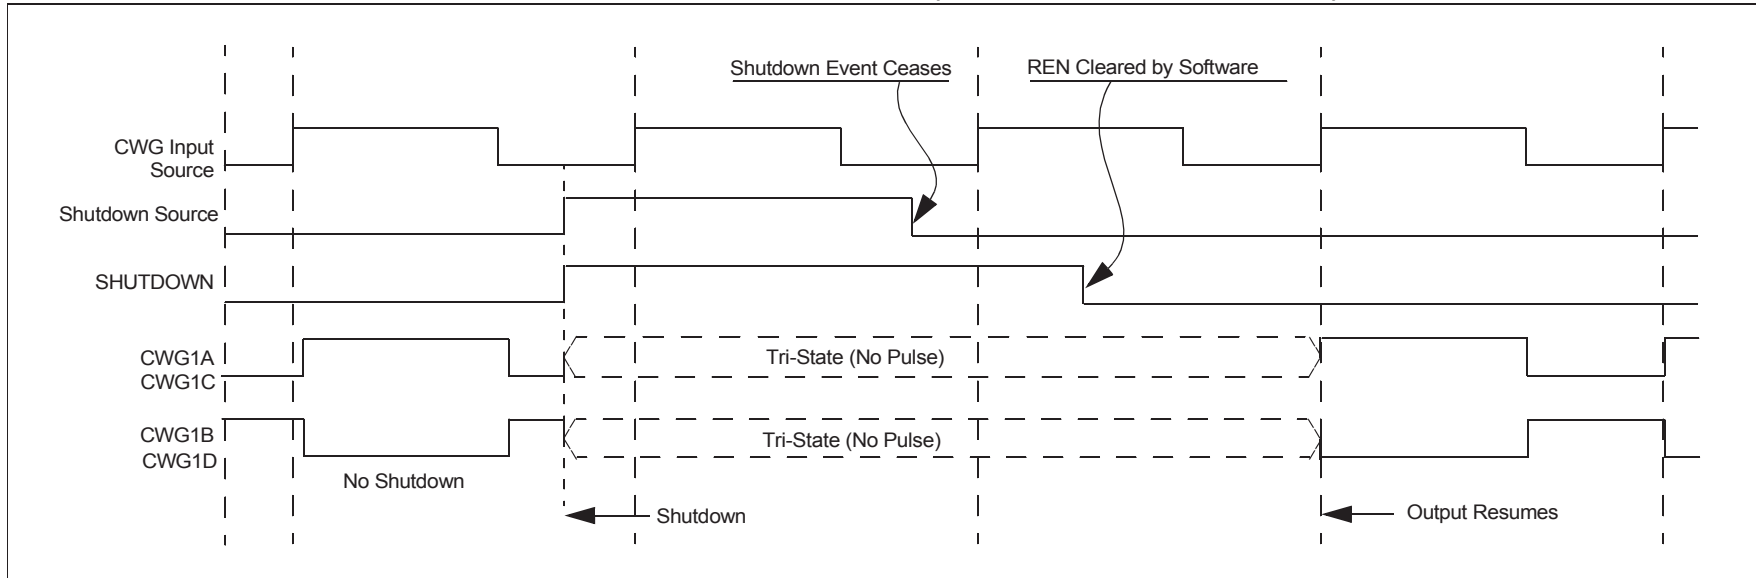 Shutdown Event Ceases
REN Cleared by Software
CWG Input
Source
Shutdown Source
SHUTDOWN
CWG1A
CWG1C
Tri-State (No Pulse)
CWG1B
CWG1D
Tri-State (No Pulse)
No Shutdown
Shutdown
Output Resumes